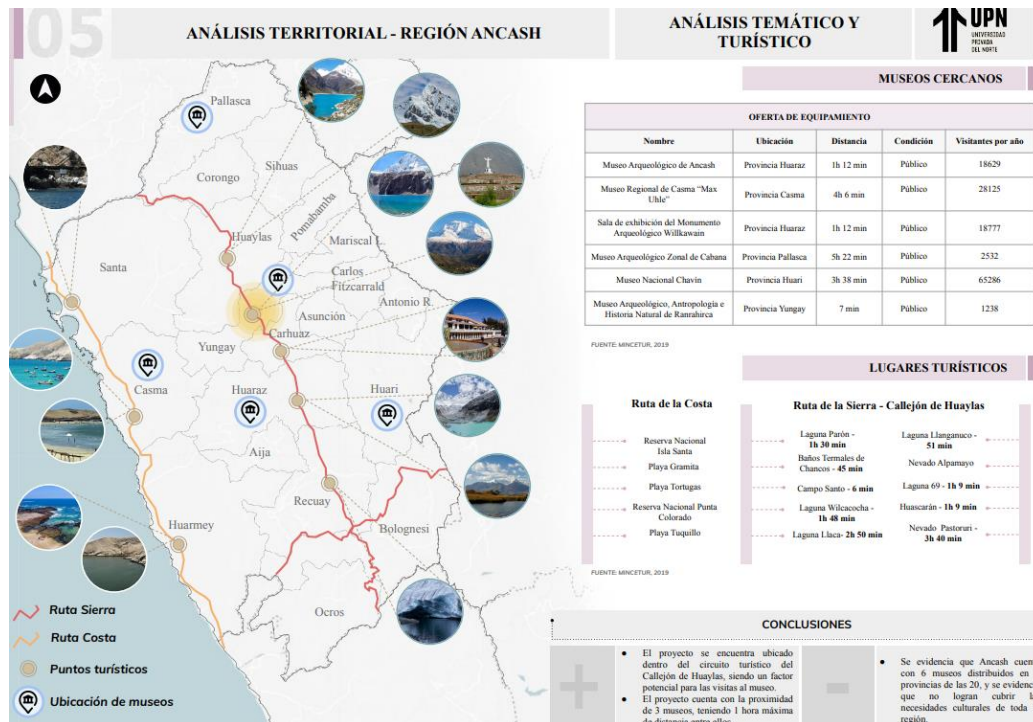 05
ANÁLISIS TERRITORIAL - REGIÓN ANCASH
ANÁLISIS TEMÁTICO Y
TURÍSTICO
UPN
UNIVERSIDAD
PRIVADA
DEL NORTE
Pallasca
Sihuas
Corongo
Pomabamba
Huaylas
Mariscal L.
Santa
Carlos
Fitzcarrald
Antonio R.
Asunción
Carhuaz
Yungay
Casma
Huaraz
Huari
Aija
Recuay
Bolognesi
Huarmey
Ocros
Ruta Sierra
Ruta Costa
Puntos turísticos
Ubicación de museos
MUSEOS CERCANOS
OFERTA DE EQUIPAMIENTO
Nombre Ubicación Distancia Condición Visitantes por año
Museo Arqueológico de Ancash Provincia Huaraz 1h 12 min Público 18629
Museo Regional de Casma “Max
Uhle” Provincia Casma 4h 6 min Público 28125
Sala de exhibición del Monumento
Arqueológico Willkawain Provincia Huaraz 1h 12 min Público 18777
Museo Arqueológico Zonal de Cabana Provincia Pallasca 5h 22 min Público 2532
Museo Nacional Chavín Provincia Huari 3h 38 min Público 65286
Museo Arqueológico, Antropología e
Historia Natural de Ranrahirca Provincia Yungay 7 min Público 1238
FUENTE: MINCETUR, 2019
LUGARES TURÍSTICOS
Ruta de la Costa
Reserva Nacional
Isla Santa
Playa Gramita
Playa Tortugas
Reserva Nacional Punta
Colorado
Playa Tuquillo
Ruta de la Sierra - Callejón de Huaylas
Laguna Parón -
1h 30 min
Baños Termales de
Chancos - 45 min
Campo Santo - 6 min
Laguna Wilcacocha -
1h 48 min
Laguna Llaca- 2h 50 min
Laguna Llanganuco -
51 min
Nevado Alpamayo
Laguna 69 - 1h 9 min
Huascarán - 1h 9 min
Nevado Pastoruri -
3h 40 min
FUENTE: MINCETUR, 2019
CONCLUSIONES
+
● El proyecto se encuentra ubicado
dentro del circuito turístico del
Callejón de Huaylas, siendo un factor
potencial para las visitas al museo.
● El proyecto cuenta con la proximidad
de 3 museos, teniendo 1 hora máxima
de distancia entre ellos.
-
● Se evidencia que Ancash cuen
con 6 museos distribuidos en
provincias de las 20, y se evidenc
que no logran cubrir la
necesidades culturales de toda
región.